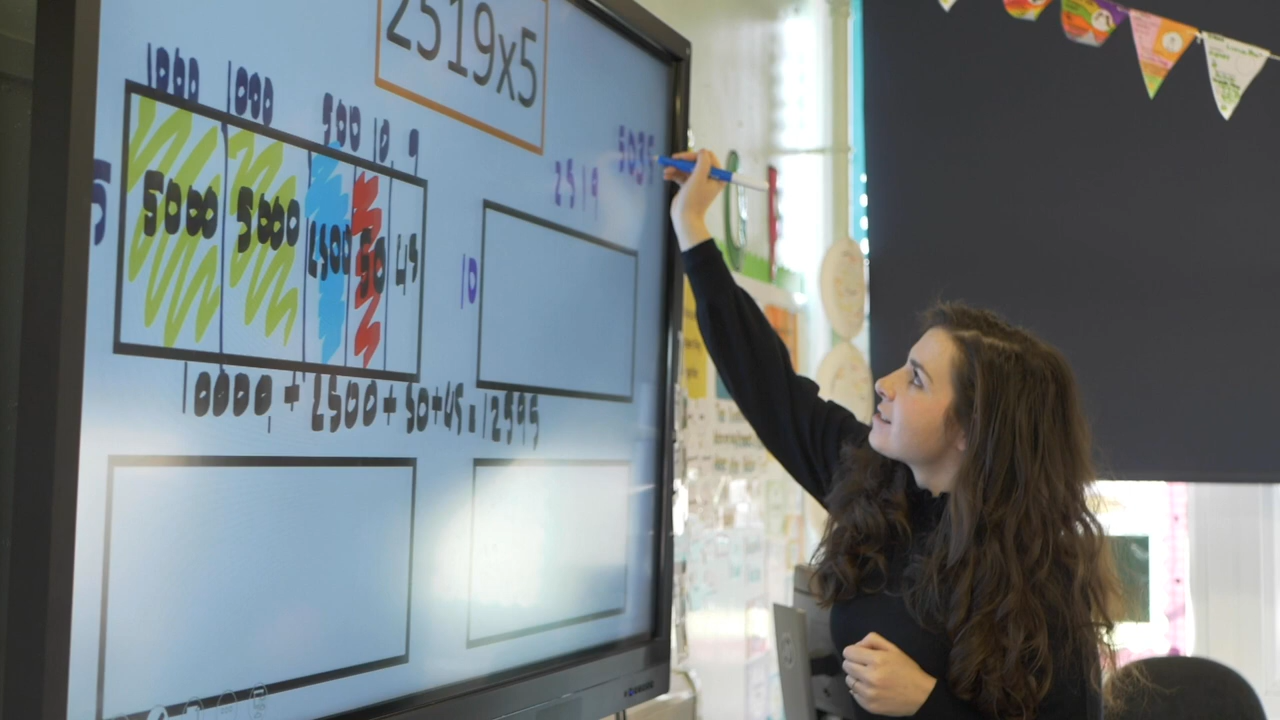 2519x5
1000 1000 500 10 9
5035
2519
5 5000 5000 2500 50 45
10
10000 + 2500 + 50 + 45 = 12595